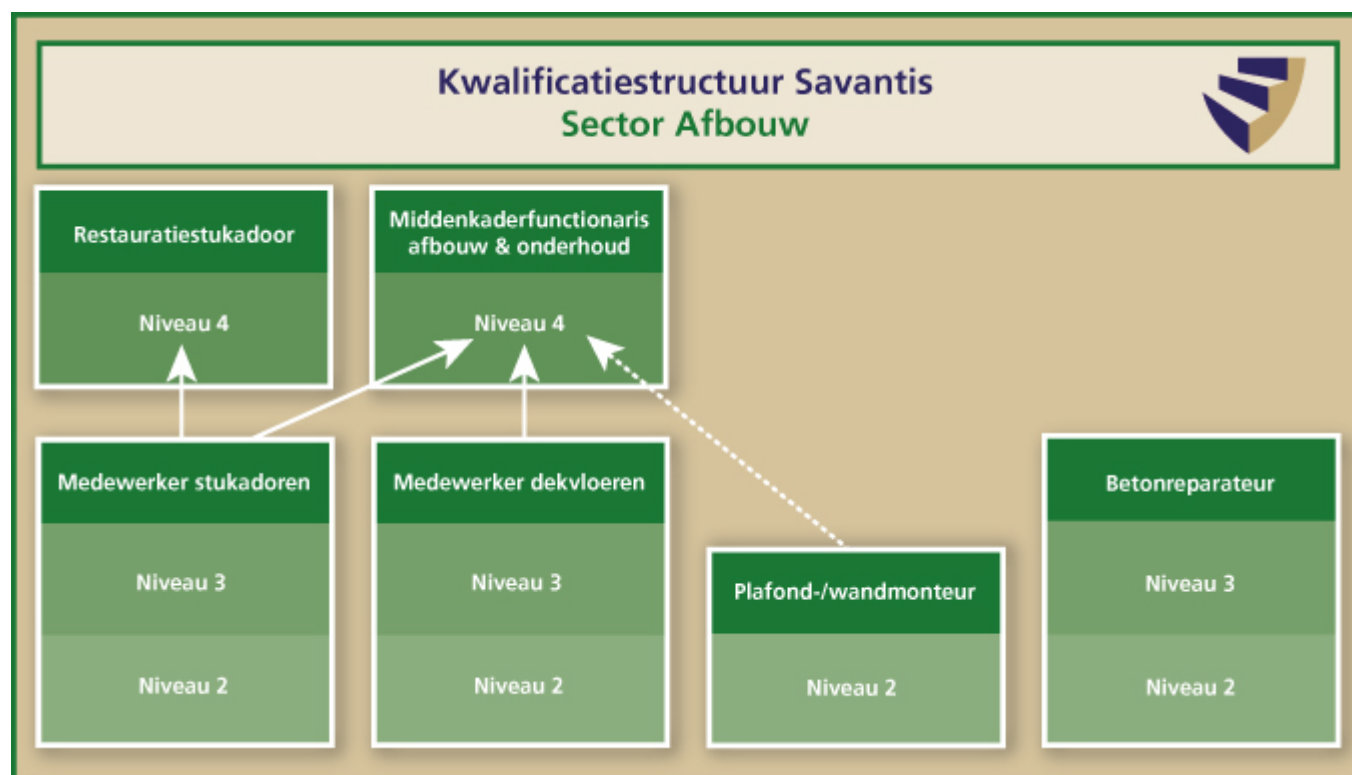 Kwalificatiestructuur Savantis
Sector Afbouw
Restauratiestukadoor
Niveau 4
Middenkaderfunctionaris
afbouw & onderhoud
Niveau 4
Medewerker stukadoren
Niveau 3
Niveau 2
Medewerker dekvloeren
Niveau 3
Niveau 2
Plafond-/wandmonteur
Niveau 2
Betonreparateur
Niveau 3
Niveau 2